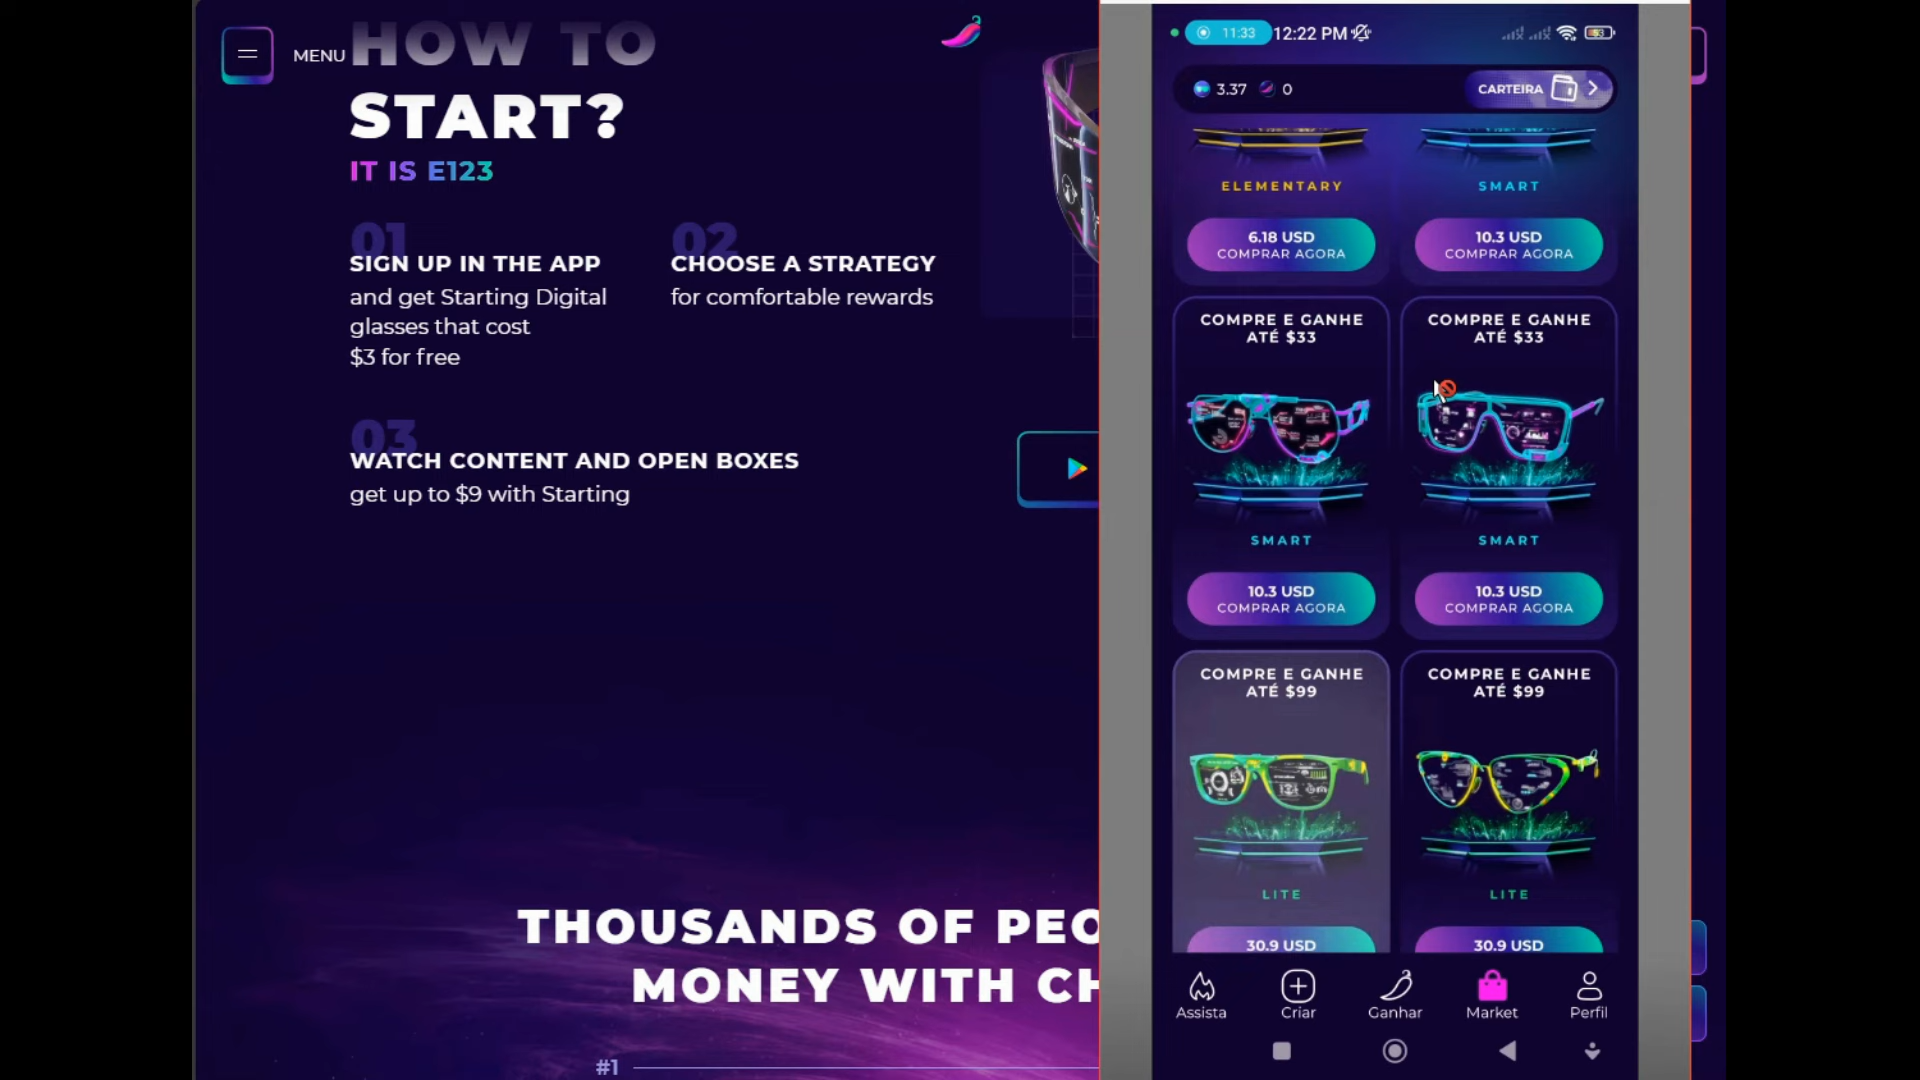 MENU
HOW TO
START?
IT IS E123
01
SIGN UP IN THE APP
and get Starting Digital
glasses that cost
$3 for free
02
CHOOSE A STRATEGY
for comfortable rewards
03
WATCH CONTENT AND OPEN BOXES
get up to $9 with Starting
THOUSANDS OF PEO
MONEY WITH CH
#1
11:33
12:22 PM
53
3.37
0
CARTEIRA
ELEMENTARY
6.18 USD
COMPRAR AGORA
SMART
10.3 USD
COMPRAR AGORA
COMPRE E GANHE
ATÉ $33
SMART
10.3 USD
COMPRAR AGORA
COMPRE E GANHE
ATÉ $33
SMART
10.3 USD
COMPRAR AGORA
COMPRE E GANHE
ATÉ $99
LITE
30.9 USD
COMPRE E GANHE
ATÉ $99
LITE
30.9 USD
Assista
Criar
Ganhar
Market
Perfil